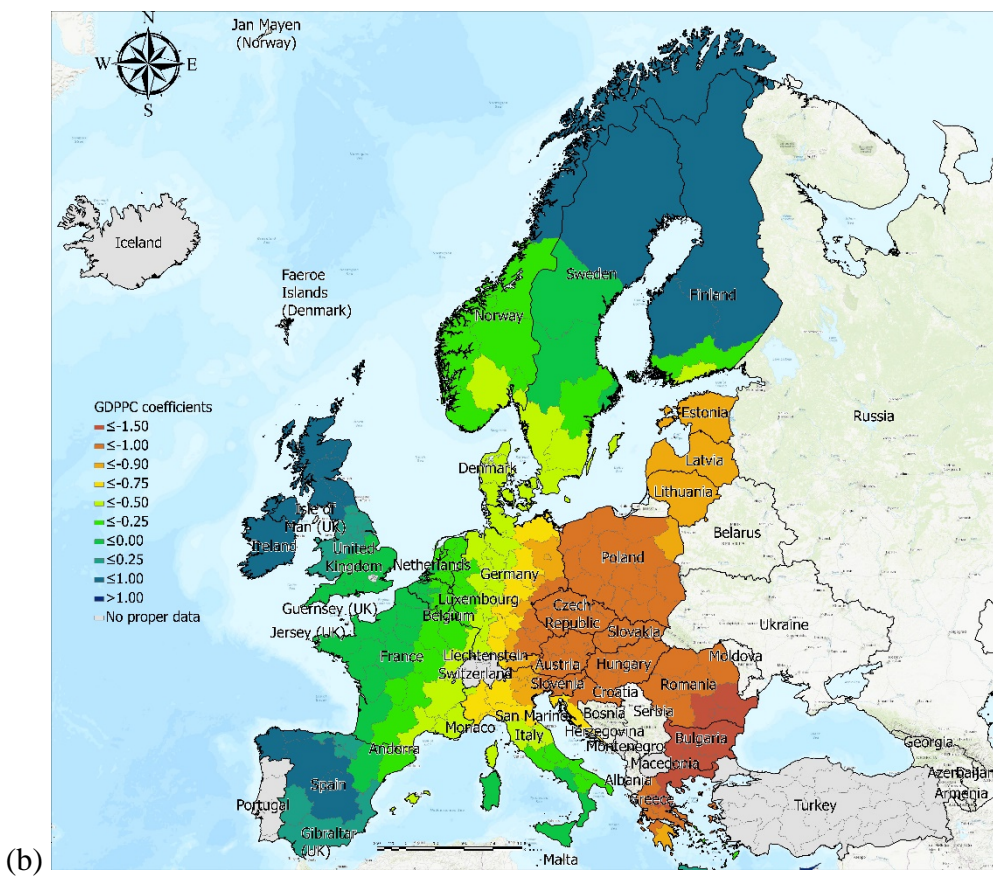 Jan Mayen
(Norway)
N
W E
S
Iceland
Faeroe
Islands
(Denmark)
Sweden
Finland
Norway
GDPPC coefficients
≤-1.50
≤-1.00
≤-0.90
≤-0.75
≤-0.50
≤-0.25
≤0.00
≤0.25
≤1.00
>1.00
No proper data
Russia
Estonia
Latvia
Lithuania
Denmark
Isle of
Man (UK)
Ireland
United
Kingdom
Belarus
Poland
Netherlands
Germany
Luxembourg
Belgium
Guernsey (UK)
Jersey (UK)
Czech
Republic
Ukraine
Slovakia
France
Liechtenstein
Switzerland
Austria
Hungary
Moldova
Slovenia
Croatia
Romania
San Marino
Bosnia
Herzegovina
Serbia
Monaco
Italy
Montenegro
Bulgaria
Andorra
Macedonia
Albania
Georgia
Azerbaijan
Armenia
Spain
Portugal
Greece
Turkey
Gibraltar
(UK)
Malta
(b)